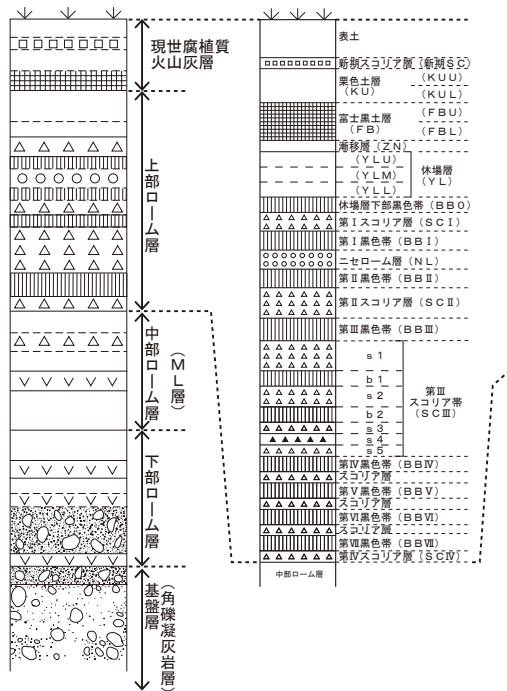 現世腐植質
火山灰層
上部ローム層
中部ローム層
（ＭＬ層）
下部ローム層
基盤層
（角礫凝灰岩層）
表土
新期スコリア層（新期ＳＣ）
栗色土層
（ＫＵ）
（ＫＵＵ）
（ＫＵＬ）
富士黒土層
（ＦＢ）
（ＦＢＵ）
（ＦＢＬ）
漸移層（ＺＮ）
（ＹＬＵ）
（ＹＬＭ）
（ＹＬＬ）
休場層
（ＹＬ）
休場層下部黒色帯（ＢＢ０）
第Ⅰスコリア層（ＳＣⅠ）
第Ⅰ黒色帯（ＢＢⅠ）
ニセローム層（ＮＬ）
第Ⅱ黒色帯（ＢＢⅡ）
第Ⅱスコリア層（ＳＣⅡ）
第Ⅲ黒色帯（ＢＢⅢ）
ｓ１
ｂ１
ｓ２
ｂ２
ｓ３
ｓ４
ｓ５
第Ⅲ
スコリア帯
（ＳＣⅢ）
第Ⅳ黒色帯（ＢＢⅣ）
スコリア層
第Ⅴ黒色帯（ＢＢⅤ）
スコリア層
第Ⅵ黒色帯（ＢＢⅥ）
スコリア層
第Ⅶ黒色帯（ＢＢⅦ）
第Ⅳスコリア層（ＳＣⅣ）
中部ローム層